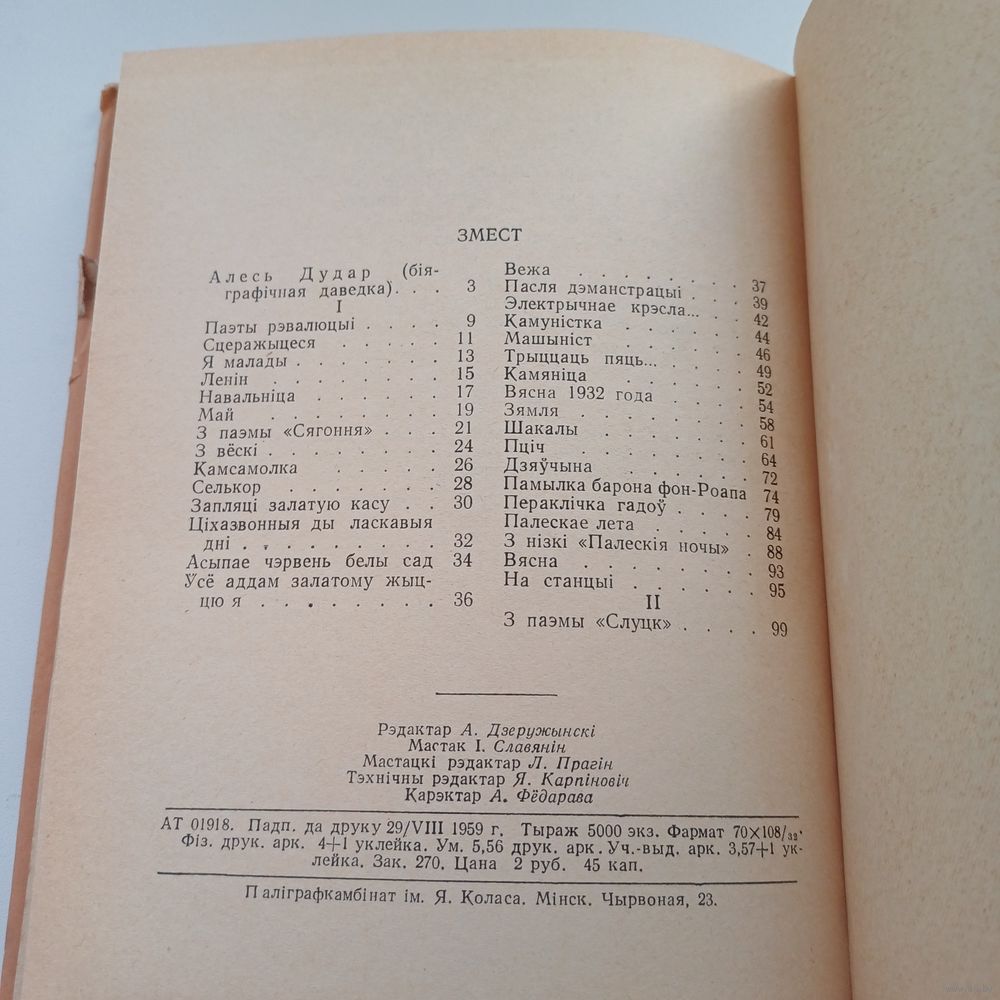 ЗМЕСТ
Алесь Дудар (бія-
графічная даведка). . . 3
I
Паэты рэвалюцыі . . . . 9
Сцеражыцеся . . . . . 11
Я малады . . . . . . . 13
Ленін . . . . . . . . 15
Навальніца . . . . . . 17
Май . . . . . . . . 19
З паэмы «Сягоння» . . . 21
З вёскі . . . . . . . . 24
Камсамолка . . . . . 26
Селькор . . . . . . . 28
Запляці залатую касу . . 30
Ціхазвонныя ды ласкавыя
дні . . . . . . . . . 32
Асыпае чэрвень белы сад 34
Усё аддам залатому жыц-
цю я . . . . . . . . 36
Вежа . . . . . . . 37
Пасля дэманстрацыі . . . 39
Электрычнае крэсла... . . 42
Камуністка . . . . . 44
Машыніст . . . . . . 46
Трыццаць пяць... . . . . 49
Камяніца . . . . . . 52
Вясна 1932 года . . . . 54
Зямля . . . . . . . 58
Шакалы . . . . . . 61
Пціч . . . . . . . 64
Дзяўчына . . . . . . 72
Памылка барона фон-Роапа 74
Пераклічка гадоў . . . . 79
Палескае лета . . . . . 84
З нізкі «Палескія ночы» . 88
Вясна . . . . . . . . 93
На станцыі . . . . . . 95
II
З паэмы «Слуцк» . . . . 99
Рэдактар А. Дзеружынскі
Мастак І. Славянін
Мастацкі рэдактар Л. Прагін
Тэхнічны рэдактар Я. Карпіновіч
Карэктар А. Фёдарава
АТ 01918. Падп. да друку 29/VIII 1959 г. Тыраж 5000 экз. Фармат 70×108/32.
Фіз. друк. арк. 4+1 уклейка. Ум. 5,56 друк. арк. Уч.-выд. арк. 3,57+1 ук-
лейка. Зак. 270. Цана 2 руб. 45 кап.
Паліграфкамбінат ім. Я. Коласа. Мінск. Чырвоная, 23.